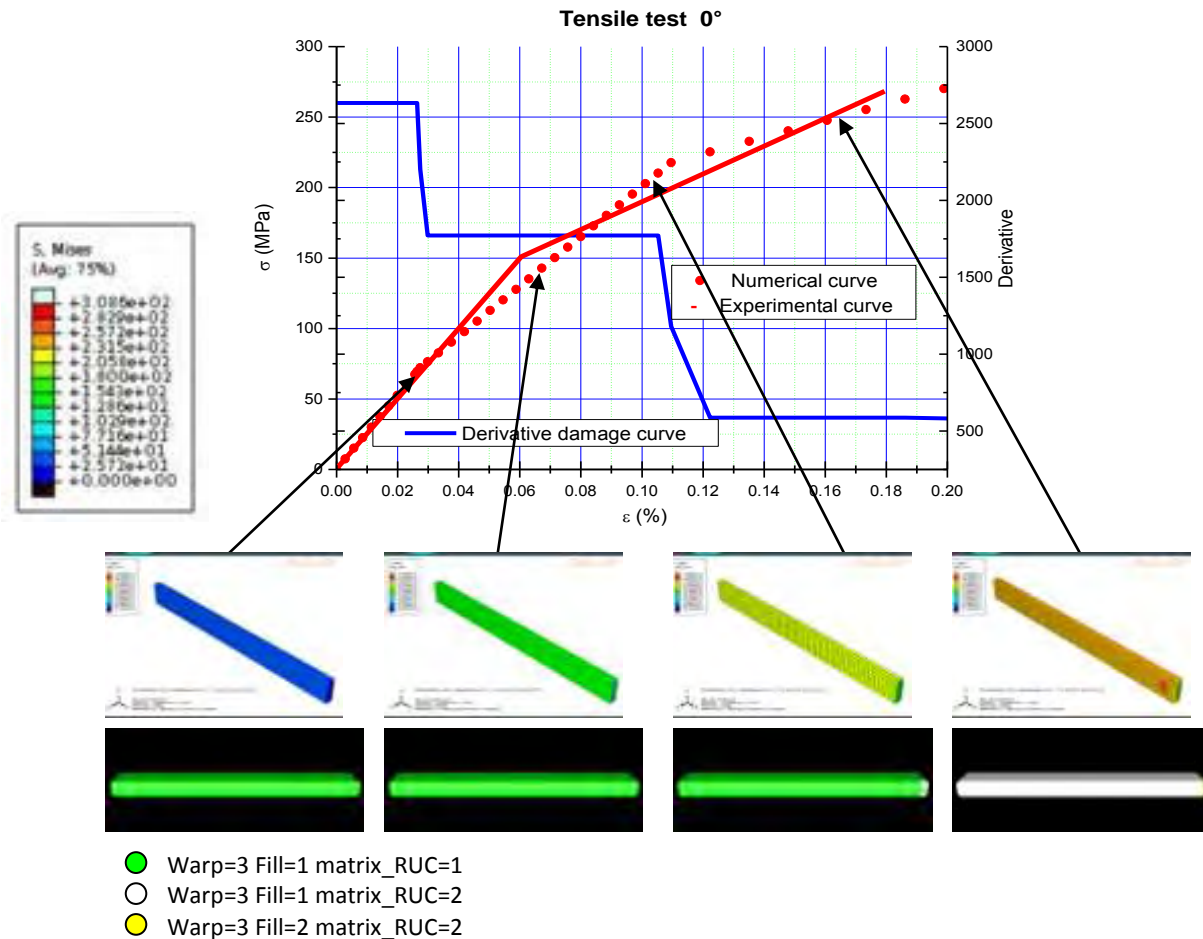 Tensile test 0°
300
250
200
150
100
50
0
σ (MPa)
3000
2500
2000
1500
1000
500
Derivative
Numerical curve
Experimental curve
Derivative damage curve
0.00 0.02 0.04 0.06 0.08 0.10 0.12 0.14 0.16 0.18 0.20
ε (%)
S, Mises
(Avg: 75%)
+3.086e+02
+2.829e+02
+2.572e+02
+2.315e+02
+2.058e+02
+1.800e+02
+1.543e+02
+1.286e+02
+1.029e+02
+7.716e+01
+5.144e+01
+2.572e+01
+0.000e+00
Warp=3 Fill=1 matrix_RUC=1
Warp=3 Fill=1 matrix_RUC=2
Warp=3 Fill=2 matrix_RUC=2